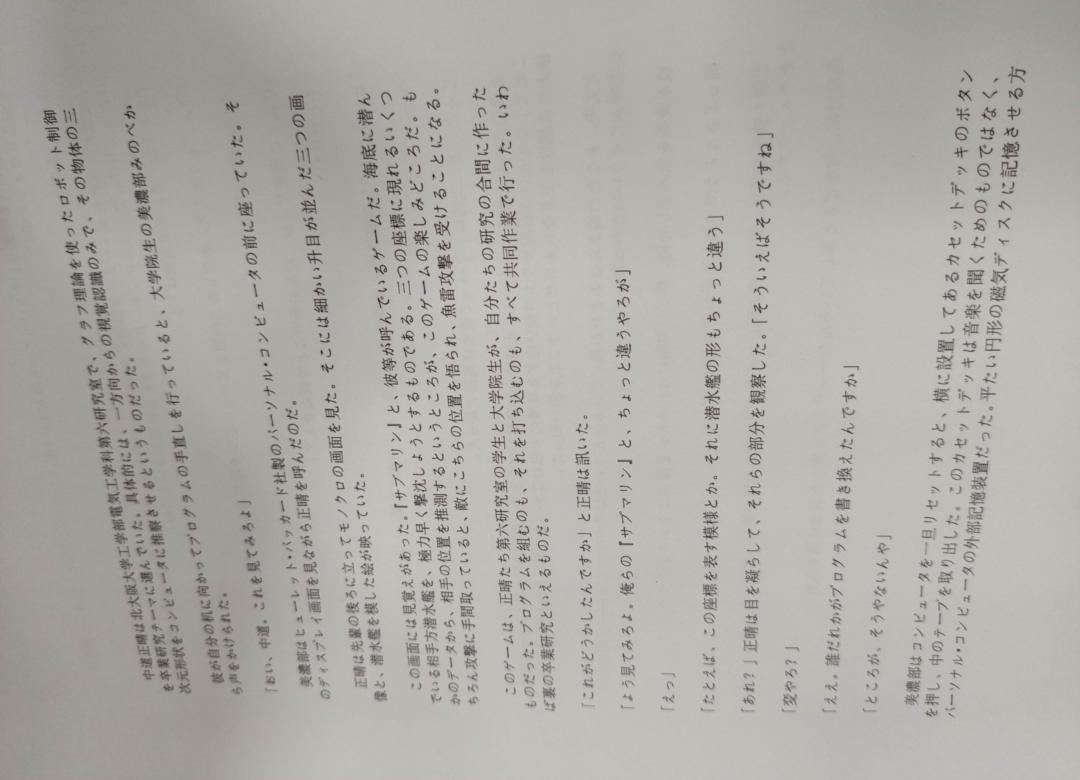 中道正晴は北大阪大学工学部電気工学科第六研究室で、グラフ理論を使ったロボット制御
を卒業研究テーマに選んでいた。具体的には、一方向からの視覚認識のみで、その物体の三
次元形状をコンピュータに推察させるというものだった。
彼が自分の机に向かってプログラムの手直しを行っていると、大学院生の美濃部みのべか
ら声をかけられた。
「おい、中道。これを見てみろよ」
美濃部はヒューレット・パッカード社製のパーソナル・コンピュータの前に座っていた。そ
のディスプレイ画面を見ながら正晴を呼んだのだ。
正晴は先輩の後ろに立ってモノクロの画面を見た。そこには細かい升目が並んだ三つの画
像と、潜水艦を模した絵が映っていた。
この画面には見覚えがあった。『サブマリン』と、彼等が呼んでいるゲームだ。海底に潜ん
でいる相手方潜水艦を、極力早く撃沈しようとするものである。三つの座標に現れるいくつ
かのデータから、相手の位置を推測するというところが、このゲームの楽しみどころだ。も
ちろん攻撃に手間取っていると、敵にこちらの位置を悟られ、魚雷攻撃を受けることになる。
このゲームは、正晴たち第六研究室の学生と大学院生が、自分たちの研究の合間に作った
ものだった。プログラムを組むのも、それを打ち込むのも、すべて共同作業で行った。いわ
ば裏の卒業研究といえるものだ。
「これがどうかしたんですか」と正晴は訊いた。
「よう見てみろよ。俺らの『サブマリン』と、ちょっと違うやろが」
「えっ」
「たとえば、この座標を表す模様とか。それに潜水艦の形もちょっと違う」
「あれ?」正晴は目を凝らして、それらの部分を観察した。「そういえばそうですね」
「変やろ?」
「ええ。誰だれかがプログラムを書き換えたんですか」
「ところが、そうやないんや」
美濃部はコンピュータを一旦リセットすると、横に設置してあるカセットデッキのボタン
を押し、中のテープを取り出した。このカセットデッキは音楽を聞くためのものではなく、
パーソナル・コンピュータの外部記憶装置だった。平たい円形の磁気ディスクに記憶させる方